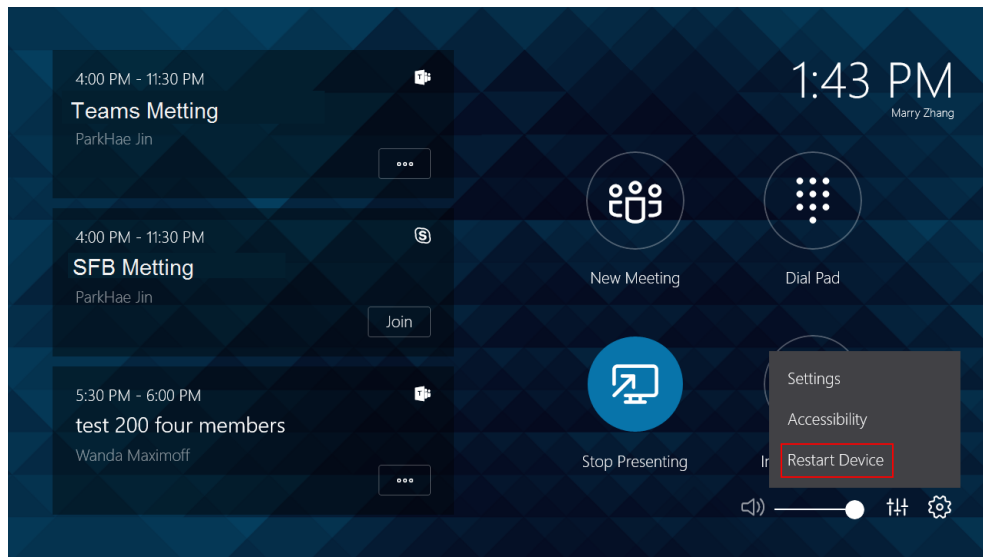 4:00 PM - 11:30 PM
Teams Metting
ParkHae Jin
4:00 PM - 11:30 PM
SFB Metting
ParkHae Jin
Join
5:30 PM - 6:00 PM
test 200 four members
Wanda Maximoff
1:43 PM
Marry Zhang
New Meeting
Dial Pad
Stop Presenting
Settings
Accessibility
Restart Device